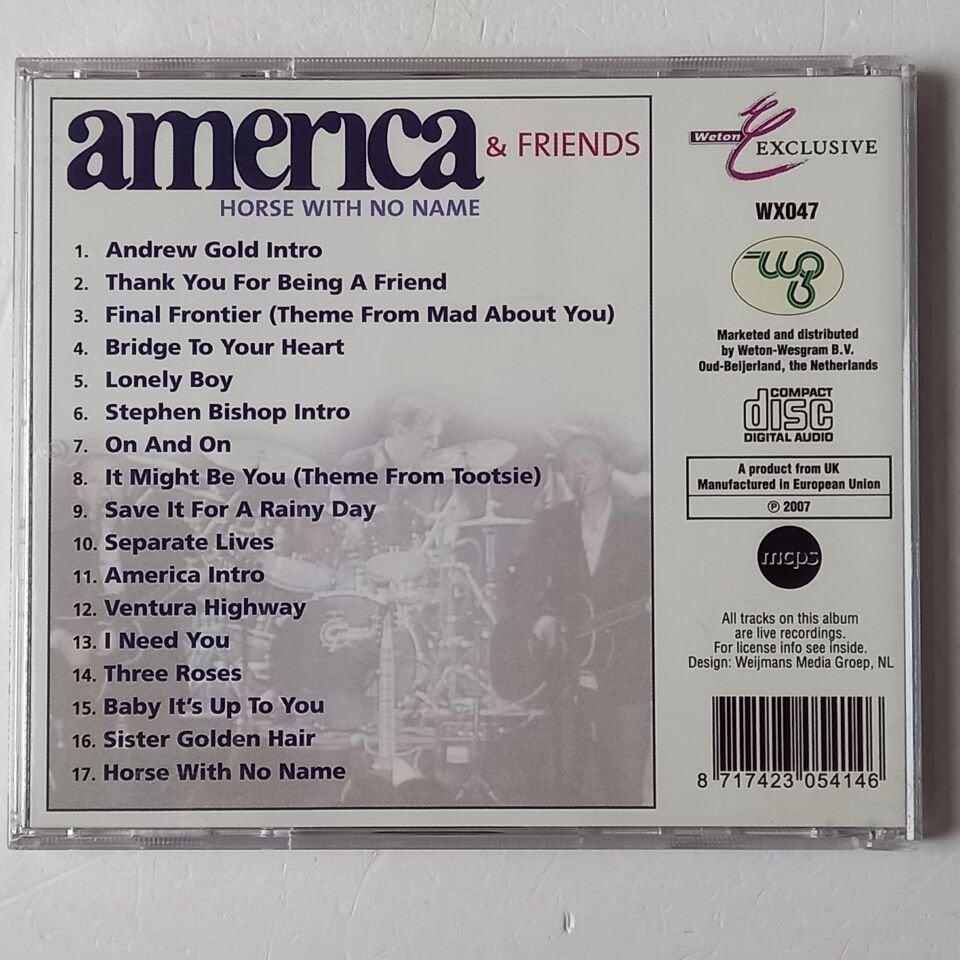 america & FRIENDS
HORSE WITH NO NAME
1. Andrew Gold Intro
2. Thank You For Being A Friend
3. Final Frontier (Theme From Mad About You)
4. Bridge To Your Heart
5. Lonely Boy
6. Stephen Bishop Intro
7. On And On
8. It Might Be You (Theme From Tootsie)
9. Save It For A Rainy Day
10. Separate Lives
11. America Intro
12. Ventura Highway
13. I Need You
14. Three Roses
15. Baby It's Up To You
16. Sister Golden Hair
17. Horse With No Name
Weton EXCLUSIVE
WX047
Marketed and distributed
by Weton-Wesgram B.V.
Oud-Beijerland, the Netherlands
COMPACT
disc
DIGITAL AUDIO
A product from UK
Manufactured in European Union
℗ 2007
mcps
All tracks on this album
are live recordings.
For license info see inside.
Design: Weijmans Media Groep, NL
8 717423 054146